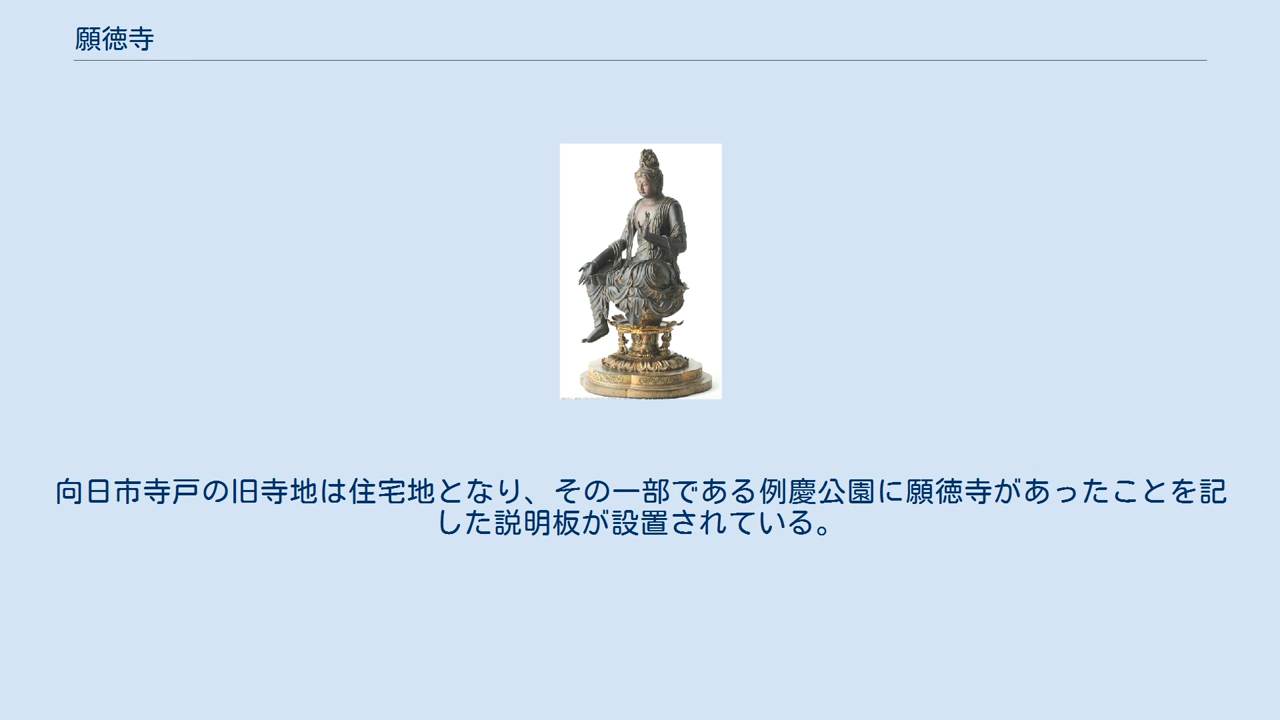 願徳寺
向日市寺戸の旧寺地は住宅地となり、その一部である例慶公園に願徳寺があったことを記
した説明板が設置されている。